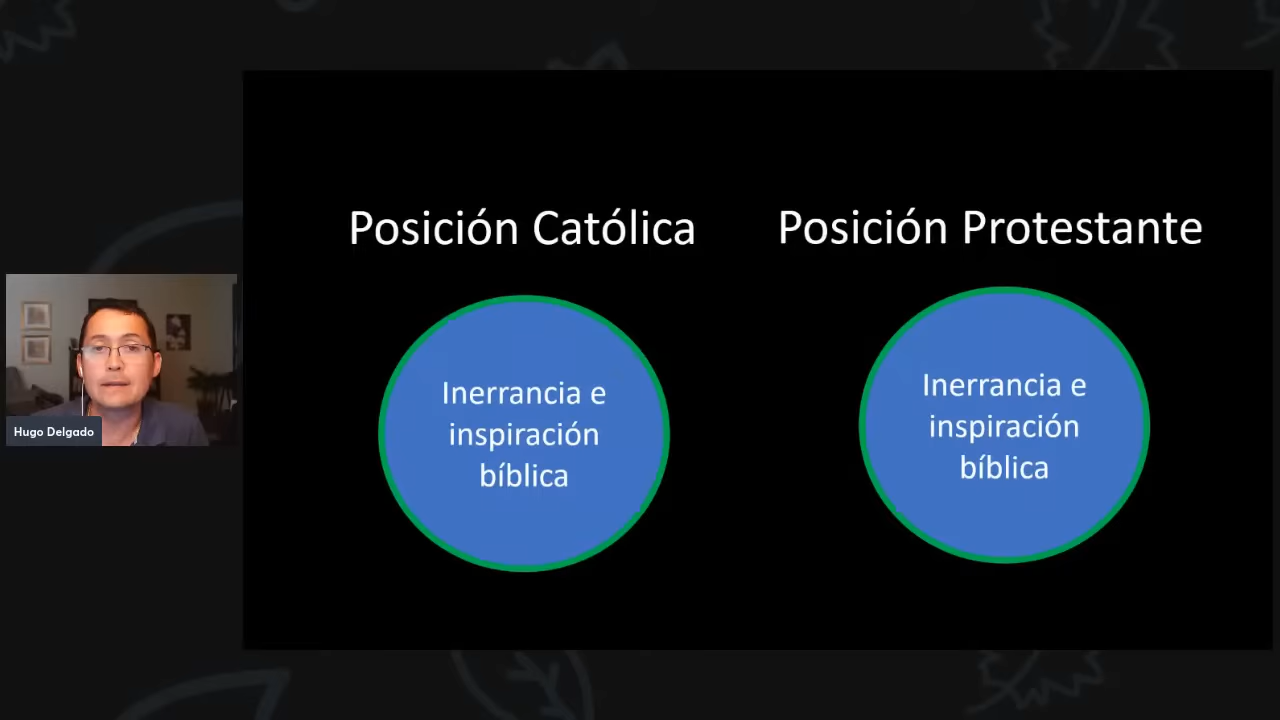 Posición Católica
Posición Protestante
Inerrancia e
inspiración
bíblica
Inerrancia e
inspiración
bíblica
Hugo Delgado